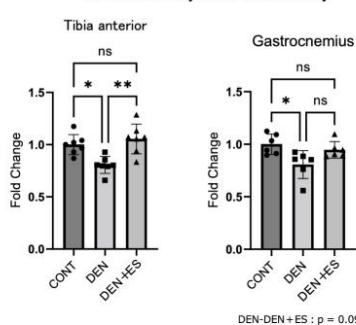 Tibia anterior
ns
*
**
Fold Change
1.5
1.0
0.5
0.0
CONT
DEN
DEN+ES
Gastrocnemius
ns
*
ns
Fold Change
1.5
1.0
0.5
0.0
CONT
DEN
DEN+ES
DEN-DEN+ES : p = 0.09